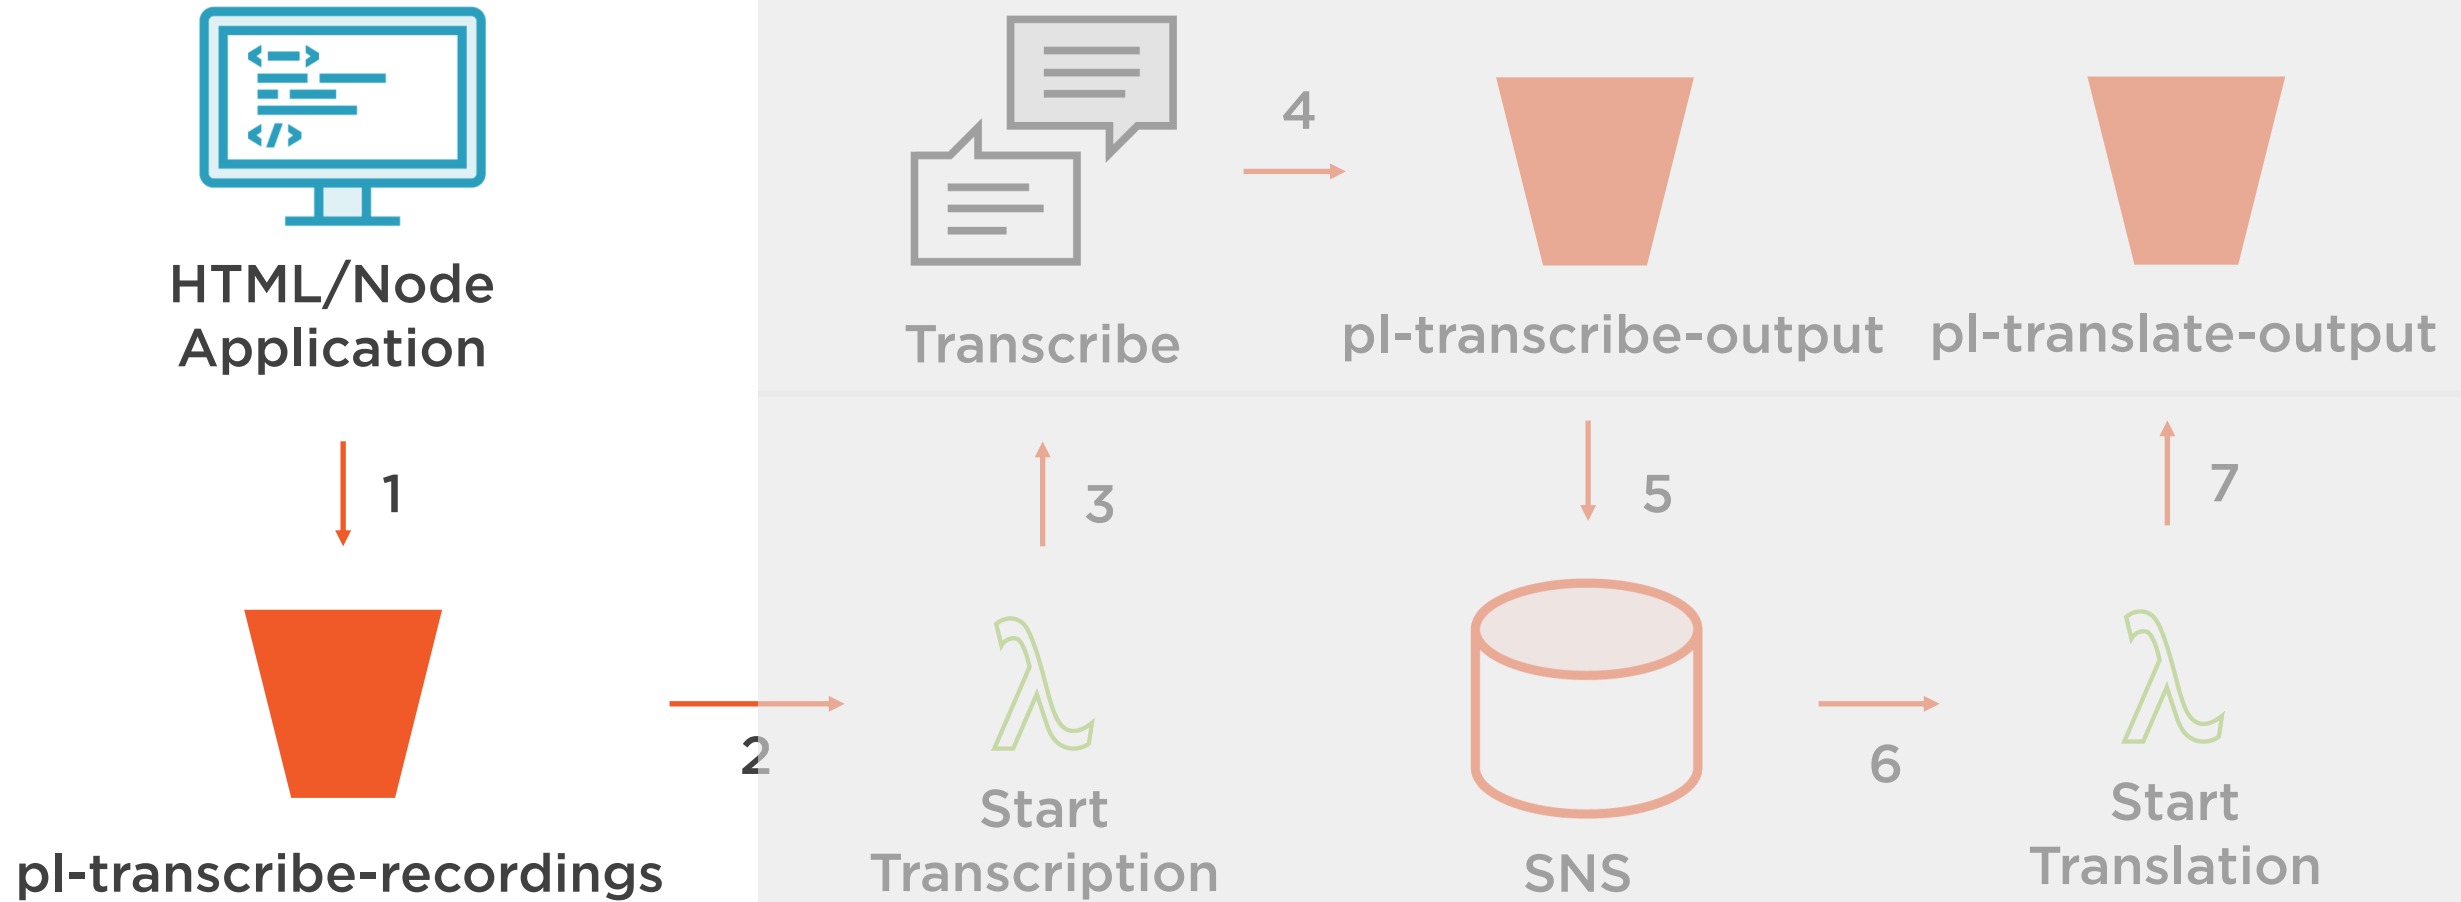 HTML/Node
Application
1
pl-transcribe-recordings
2
Start
Transcription
3
Transcribe
4
pl-transcribe-output
5
SNS
6
Start
Translation
7
pl-translate-output